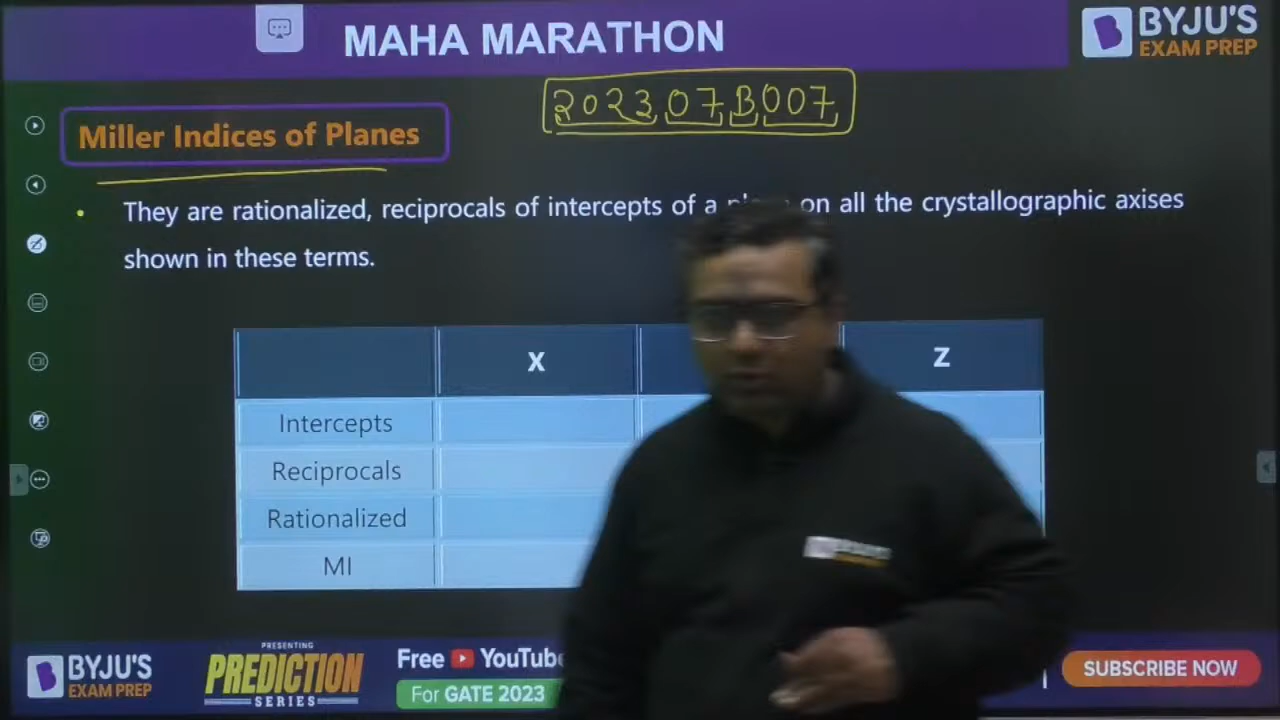 MAHA MARATHON
BYJU'S
EXAM PREP
202307B007
Miller Indices of Planes
They are rationalized, reciprocals of intercepts of a on all the crystallographic axises
shown in these terms.
X
Z
Intercepts
Reciprocals
Rationalized
MI
BYJU'S
EXAM PREP
PRESENTING
PREDICTION
SERIES
Free YouTube
For GATE 2023
SUBSCRIBE NOW